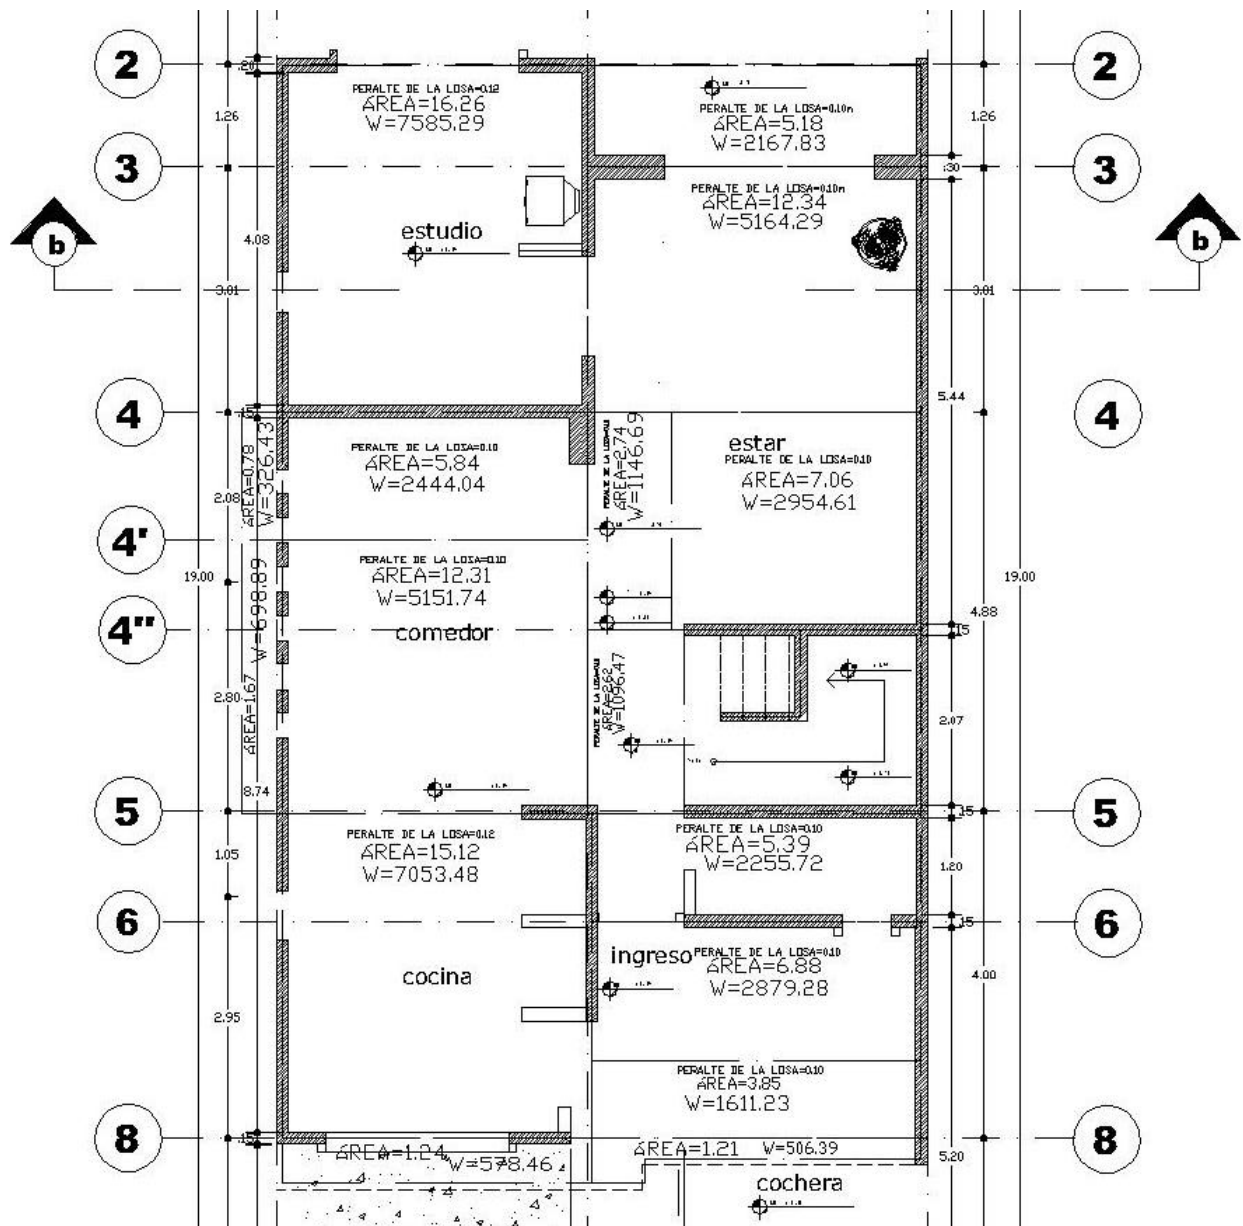 2
2
.20
1.26
1.26
PERALTE DE LA LOSA=0.12
ÁREA=16.26
W=7585.29
PERALTE DE LA LOSA=0.10m
ÁREA=5.18
W=2167.83
3
3
.30
PERALTE DE LA LOSA=0.10m
ÁREA=12.34
W=5164.29
b
b
estudio
4.08
3.01
3.01
4
4
.15
5.44
PERALTE DE LA LOSA=0.10
ÁREA=5.84
W=2444.04
ÁREA=0.78
W=326.43
ÁREA=2.74
W=1146.69
estar
PERALTE DE LA LOSA=0.10
ÁREA=7.06
W=2954.61
2.08
4'
PERALTE DE LA LOSA=0.10
ÁREA=12.31
W=5151.74
19.00
19.00
4"
comedor
4.88
.15
ÁREA=1.67
W=698.89
PERALTE DE LA LOSA=0.10
ÁREA=2.62
W=1096.47
2.80
2.07
8.74
5
5
.15
PERALTE DE LA LOSA=0.12
ÁREA=15.12
W=7053.48
PERALTE DE LA LOSA=0.10
ÁREA=5.39
W=2255.72
1.05
1.20
6
6
.15
ingreso
PERALTE DE LA LOSA=0.10
ÁREA=6.88
W=2879.28
cocina
4.00
2.95
PERALTE DE LA LOSA=0.10
ÁREA=3.85
W=1611.23
8
8
.15
ÁREA=1.24
W=578.46
ÁREA=1.21
W=506.39
5.20
cochera